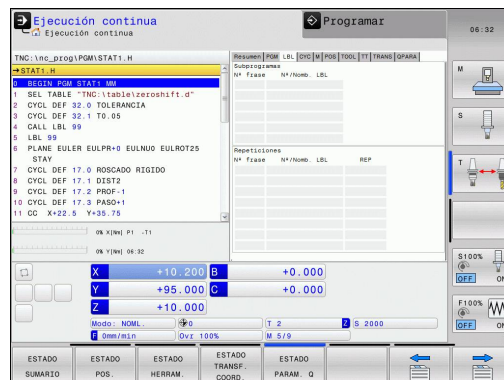 Ejecución continua
Ejecución continua
Programar
06:32
TNC:\nc_prog\PGM\STAT1.H
→STAT1.H
0 BEGIN PGM STAT1 MM
1 SEL TABLE "TNC:\table\zeroshift.d"
2 CYCL DEF 32.0 TOLERANCIA
3 CYCL DEF 32.1 T0.05
4 CALL LBL 99
5 LBL 99
6 PLANE EULER EULPR+0 EULNU0 EULROT25
STAY
7 CYCL DEF 17.0 ROSCADO RIGIDO
8 CYCL DEF 17.1 DIST2
9 CYCL DEF 17.2 PROF-1
10 CYCL DEF 17.3 PASO+1
11 CC X+22.5 Y+35.75
Resumen PGM LBL CYC M POS TOOL TT TRANS QPARA
Subprogramas
Nº frase Nº/Nomb. LBL
Repeticiones
Nº frase Nº/Nomb. LBL REP
0% X[Nm] P1 -T1
0% Y[Nm] 06:32
X +10.200 B +0.000
Y +95.000 C +0.000
Z +10.000
Modo: NOML. 0 T 2 Z S 2000
F 0mm/min Ovr 100% M 5/9
M
S
T
S100%
OFF ON
F100%
OFF ON
ESTADO SUMARIO
ESTADO POS.
ESTADO HERRAM.
ESTADO TRANSF. COORD.
ESTADO PARAM. Q